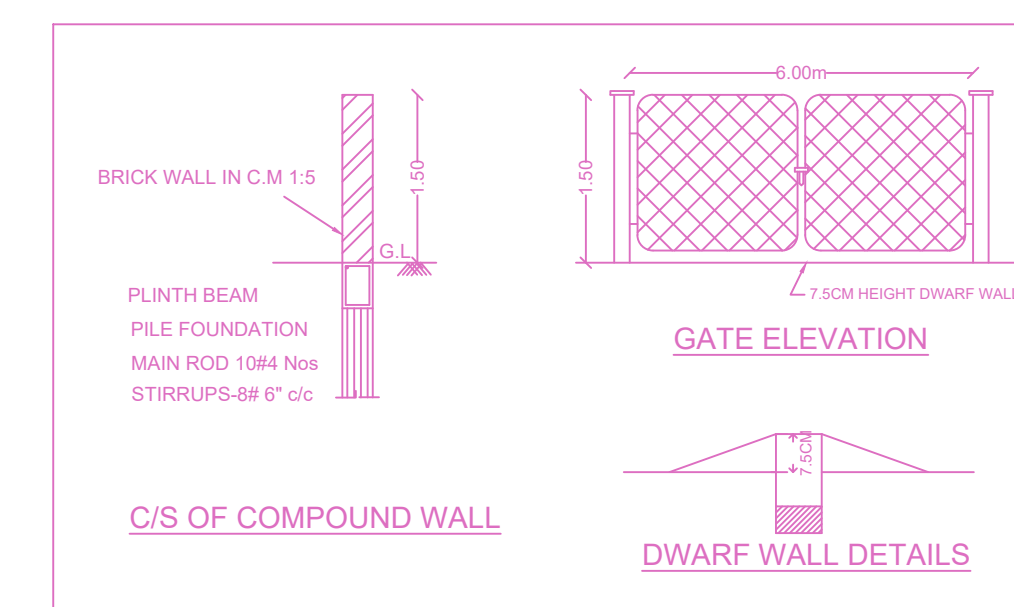 BRICK WALL IN C.M 1:5
1.50
G.L
PLINTH BEAM
PILE FOUNDATION
MAIN ROD 10#4 Nos
STIRRUPS-8# 6" c/c
C/S OF COMPOUND WALL
6.00m
1.50
7.5CM HEIGHT DWARF WALL
GATE ELEVATION
7.5CM
DWARF WALL DETAILS